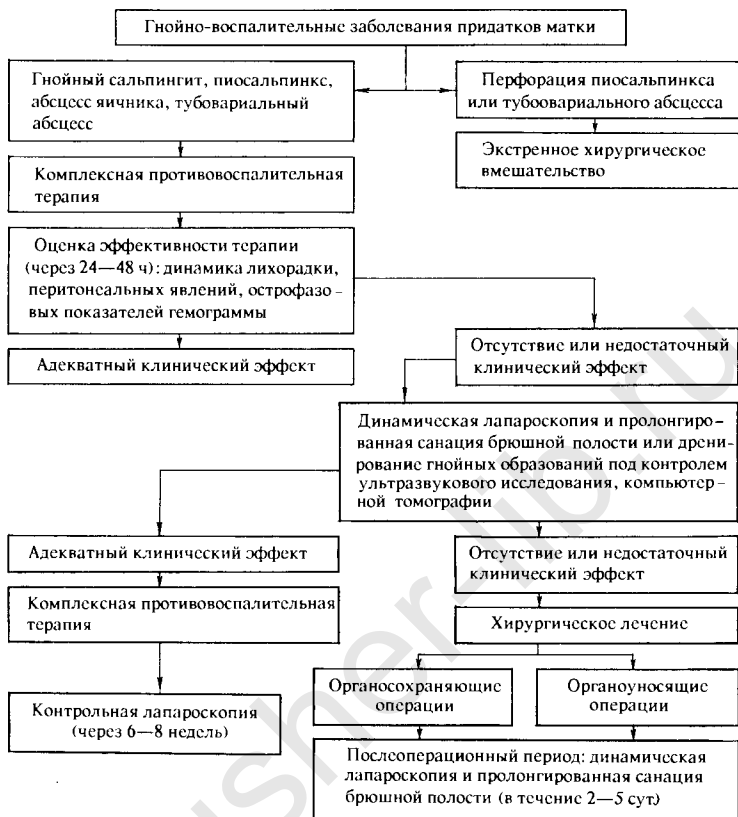 Гнойно-воспалительные заболевания придатков матки
Гнойный сальпингит, пиосальпинкс,
абсцесс яичника, тубовариальный
абсцесс
Перфорация пиосальпинкса
или тубоовариального абсцесса
Экстренное хирургическое
вмешательство
Комплексная противовоспалительная
терапия
Оценка эффективности терапии
(через 24—48 ч): динамика лихорадки,
перитонеальных явлений, острофазо-
вых показателей гемограммы
Адекватный клинический эффект
Отсутствие или недостаточный
клинический эффект
Динамическая лапароскопия и пролонгиро-
ванная санация брюшной полости или дрени-
рование гнойных образований под контролем
ультразвукового исследования, компьютер-
ной томографии
Адекватный клинический эффект
Комплексная противовоспалительная
терапия
Контрольная лапароскопия
(через 6—8 недель)
Отсутствие или недостаточный
клинический эффект
Хирургическое лечение
Органосохраняющие
операции
Органоуносящие
операции
Послеоперационный период: динамическая
лапароскопия и пролонгированная санация
брюшной полости (в течение 2—5 сут.)
usher-lib.ru